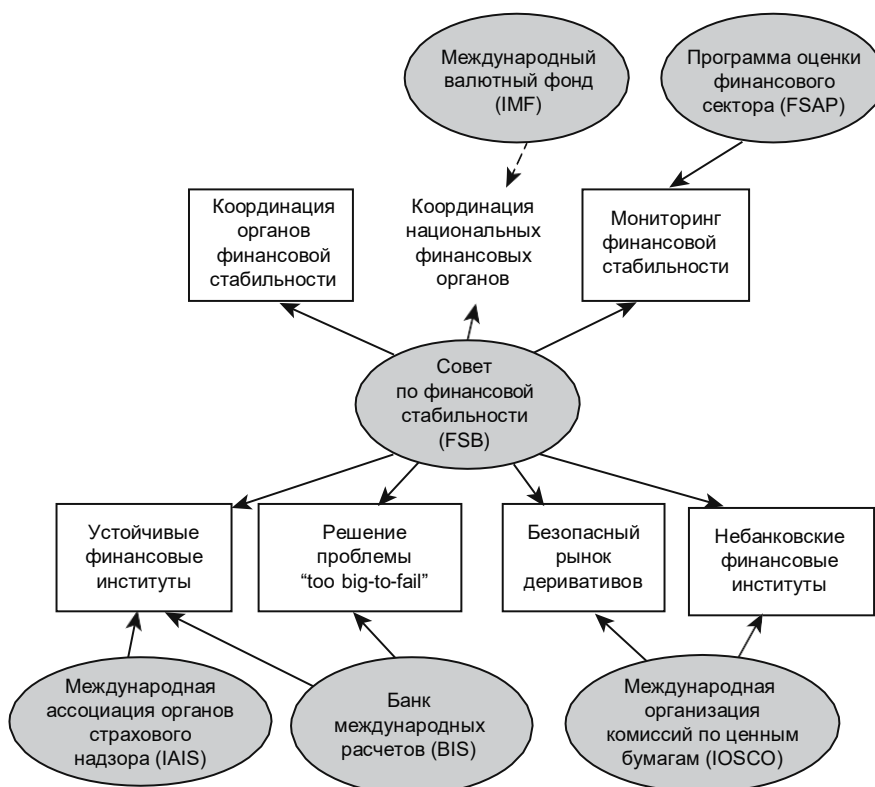 Международный
валютный фонд
(IMF)
Программа оценки
финансового
сектора (FSAP)
Координация
органов
финансовой
стабильности
Координация
национальных
финансовых
органов
Мониторинг
финансовой
стабильности
Совет
по финансовой
стабильности
(FSB)
Устойчивые
финансовые
институты
Решение
проблемы
“too big-to-fail”
Безопасный
рынок
деривативов
Небанковские
финансовые
институты
Международная
ассоциация органов
страхового
надзора (IAIS)
Банк
международных
расчетов (BIS)
Международная
организация
комиссий по ценным
бумагам (IOSCO)